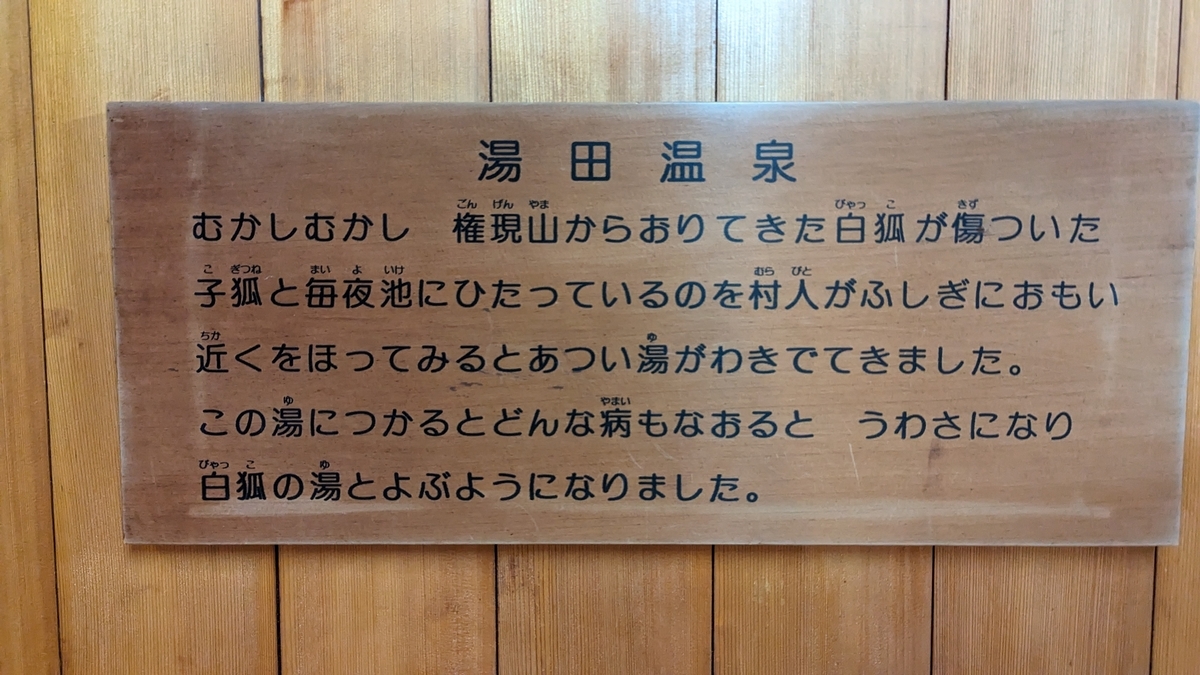 湯田温泉
むかしむかし　権現山からおりてきた白狐が傷ついた
子狐と毎夜池にひたっているのを村人がふしぎにおもい
近くをほってみるとあつい湯がわきでてきました。
この湯につかるとどんな病もなおると　うわさになり
白狐の湯とよぶようになりました。